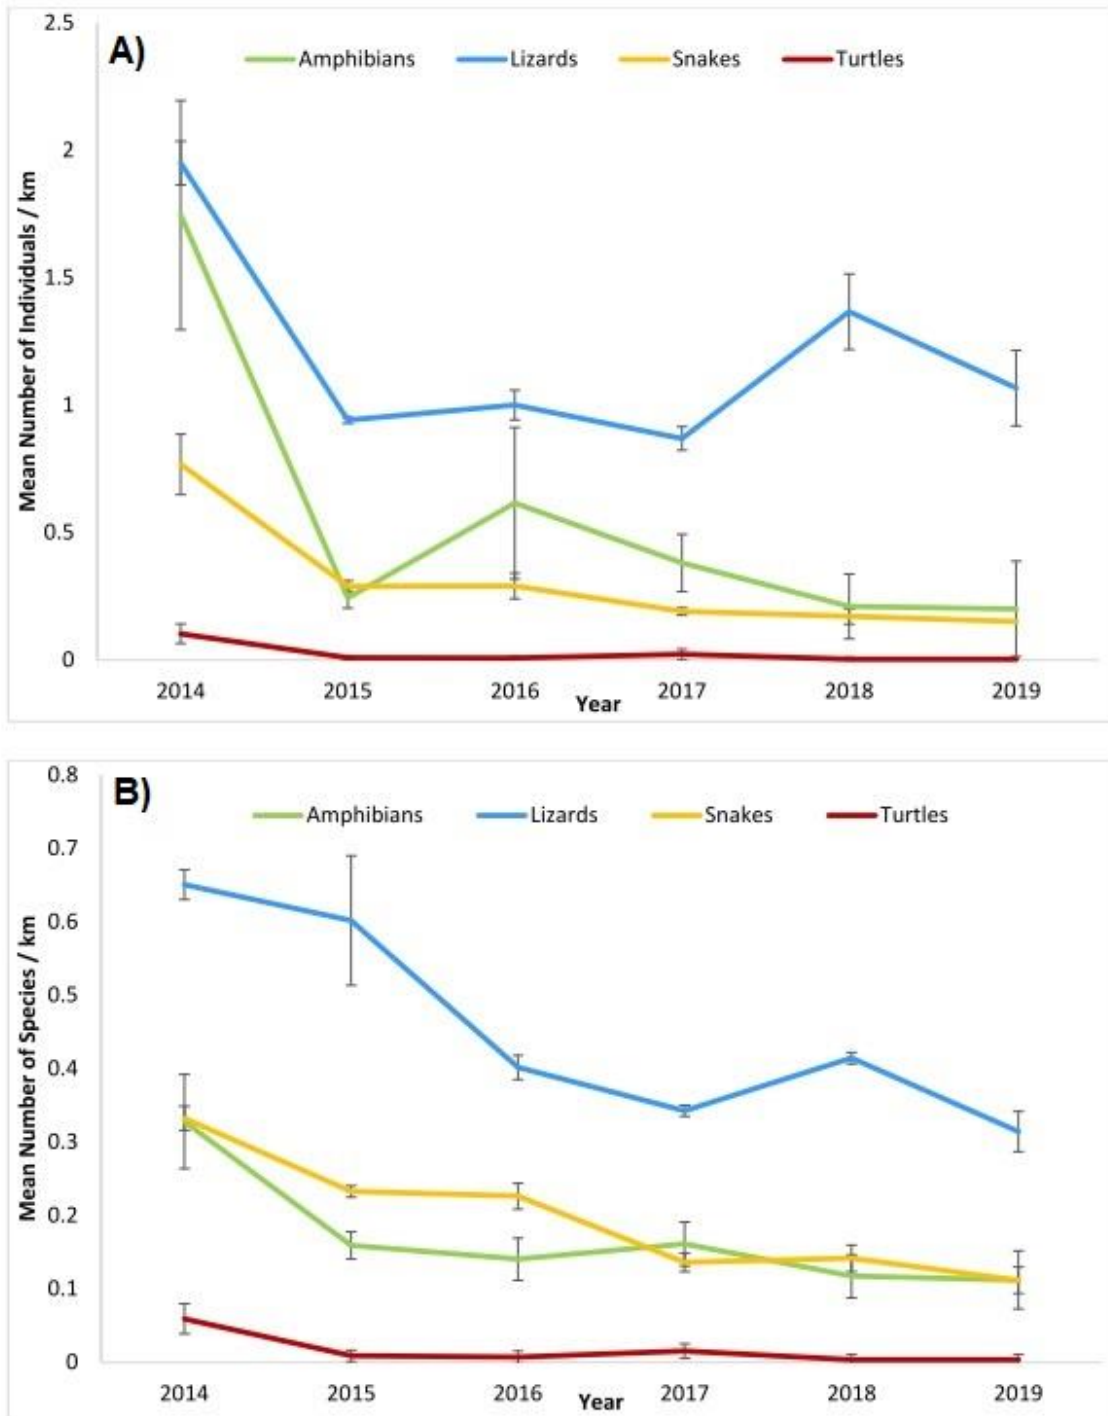 A)
Amphibians Lizards Snakes Turtles
Mean Number of Individuals / km
2.5
2
1.5
1
0.5
0
2014 2015 2016 2017 2018 2019
Year
B)
Amphibians Lizards Snakes Turtles
Mean Number of Species / km
0.8
0.7
0.6
0.5
0.4
0.3
0.2
0.1
0
2014 2015 2016 2017 2018 2019
Year